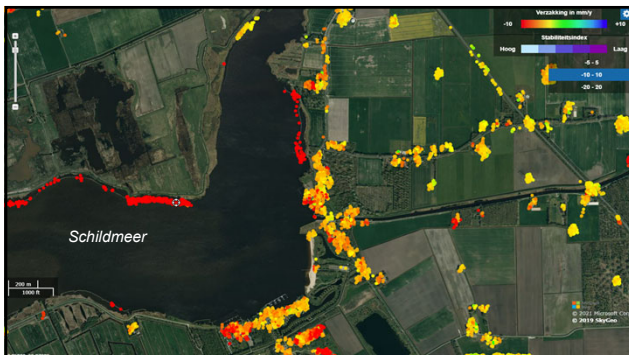 Verzakking in mm/y
-10 +10
Stabiliteitsindex
Hoog Laag
-5 - 5
-10 - 10
-20 - 20
Schildmeer
200 m
1000 ft
© 2021 Microsoft Corp
© 2019 SkyGeo